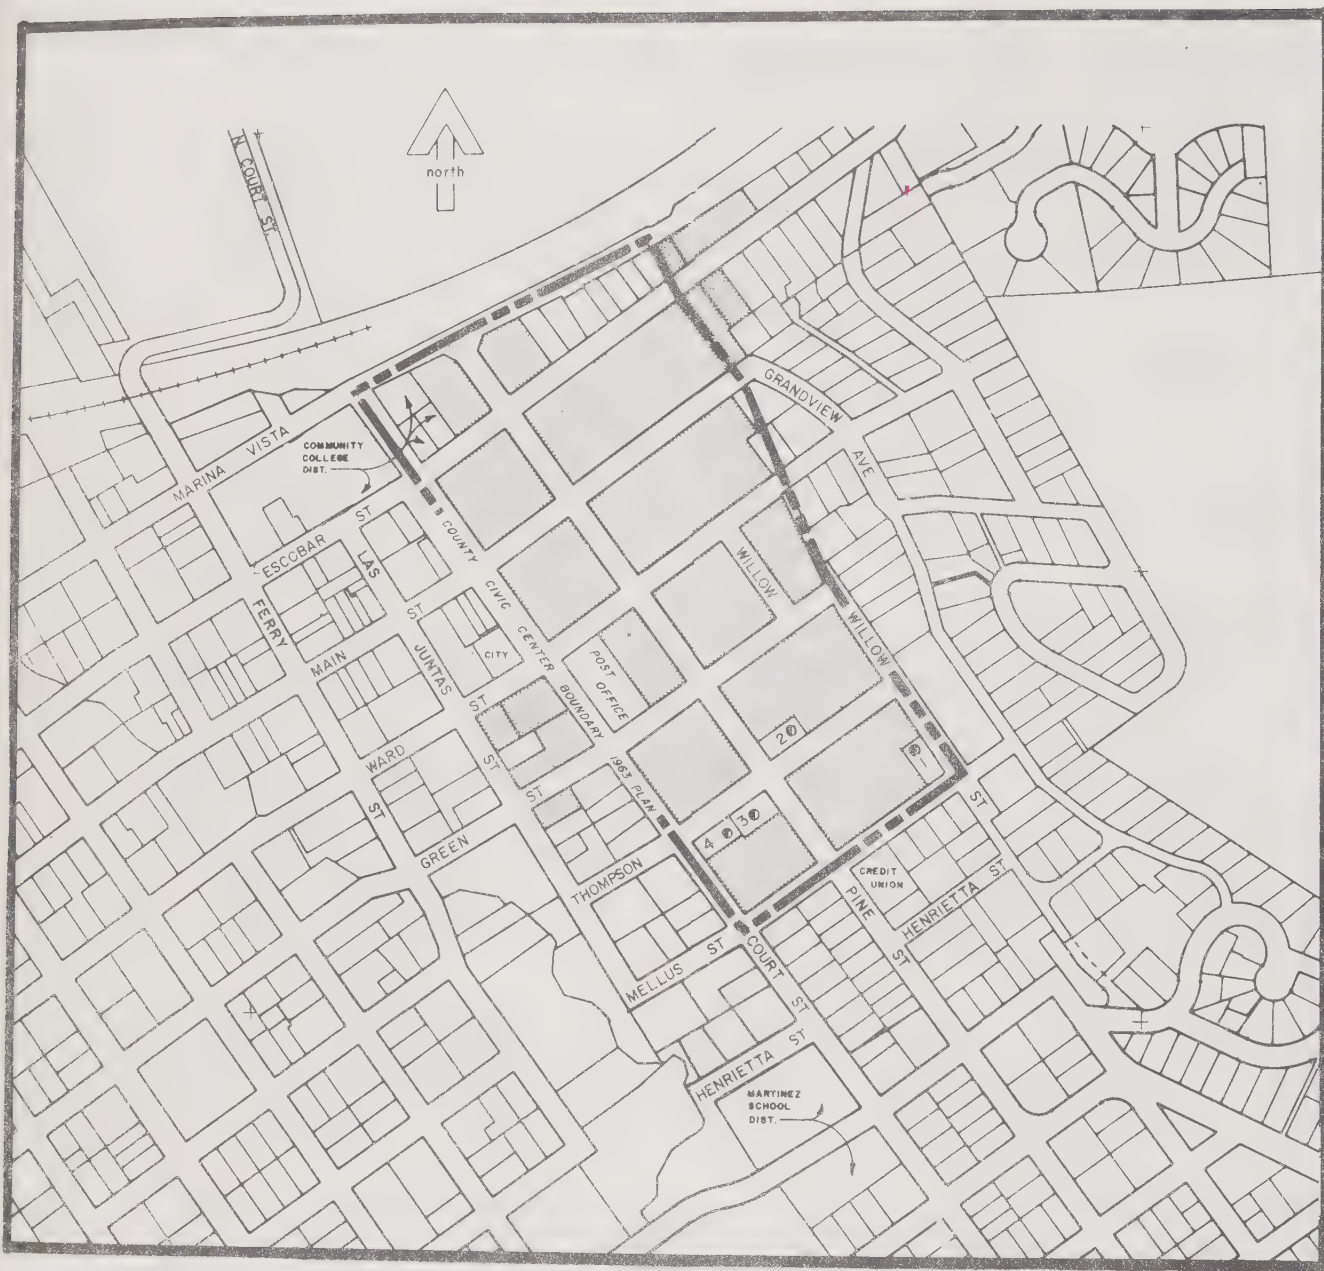 N COURT ST.
north
GRANDVIEW
AVE
COMMUNITY
COLLEGE
DIST.
MARINA VISTA
ESCOBAR ST
LAS
JUNTAS
ST
FERRY
ST
MAIN
ST
CITY
WARD
ST
GREEN
ST
THOMPSON
MELLUS ST
COUNTY CIVIC CENTER BOUNDARY 1963 PLAN
POST
OFFICE
WILLOW
WILLOW
ST
2
1
3
4
CREDIT
UNION
PINE
ST
HENRIETTA ST
COURT
ST
HENRIETTA ST
MARTINEZ
SCHOOL
DIST.